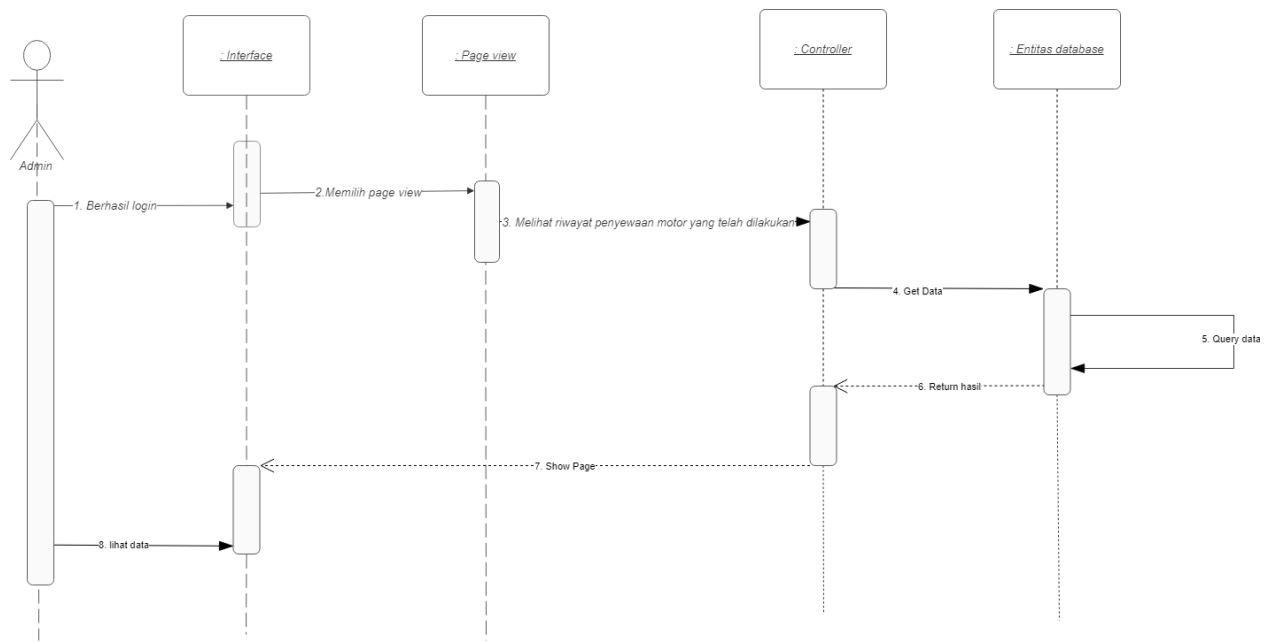 : Interface
: Page view
: Controller
: Entitas database
Admin
1. Berhasil login
2.Memilih page view
3. Melihat riwayat penyewaan motor yang telah dilakukan
4. Get Data
5. Query data
6. Return hasil
7. Show Page
8. lihat data